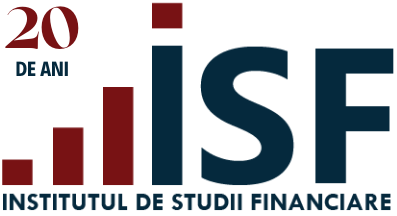 20
DE ANI
iSF
INSTITUTUL DE STUDII FINANCIARE